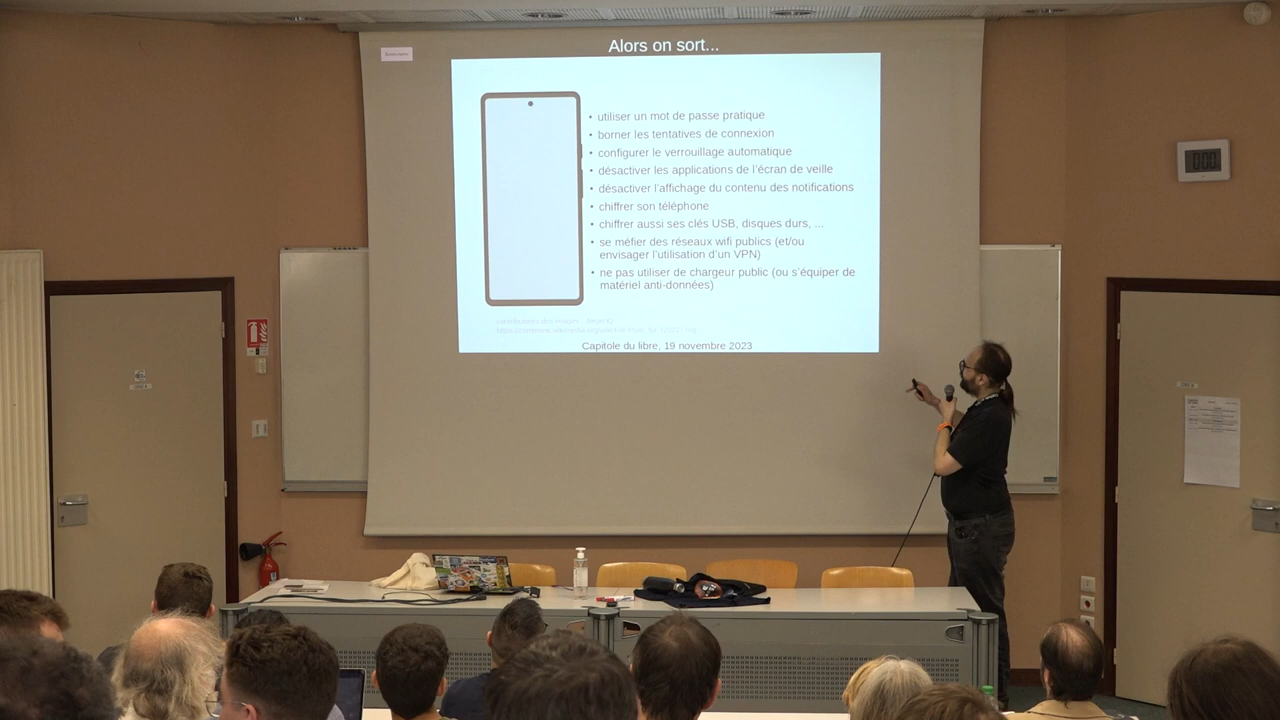 Alors on sort...
• utiliser un mot de passe pratique
• borner les tentatives de connexion
• configurer le verrouillage automatique
• désactiver les applications de l'écran de veille
• désactiver l'affichage du contenu des notifications
• chiffrer son téléphone
• chiffrer aussi ses clés USB, disques durs, ...
• se méfier des réseaux wifi publics (et/ou
envisager l'utilisation d'un VPN)
• ne pas utiliser de chargeur public (ou s'équiper de
matériel anti-données)
Capitole du libre, 19 novembre 2023